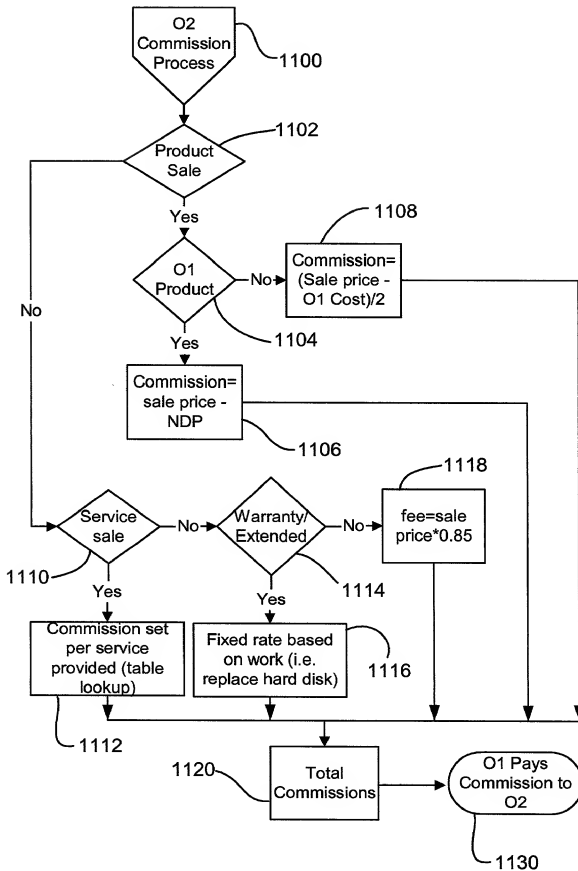 O2
Commission
Process
1100
1102
Product
Sale
Yes
1108
O1
Product
No
Commission=
(Sale price -
O1 Cost)/2
1104
No
Yes
Commission=
sale price -
NDP
1106
1118
Service
sale
No
Warranty/
Extended
No
fee=sale
price*0.85
1110
1114
Yes
Yes
Commission set
per service
provided (table
lookup)
Fixed rate based
on work (i.e.
replace hard disk)
1116
1112
1120
Total
Commissions
O1 Pays
Commission to
O2
1130